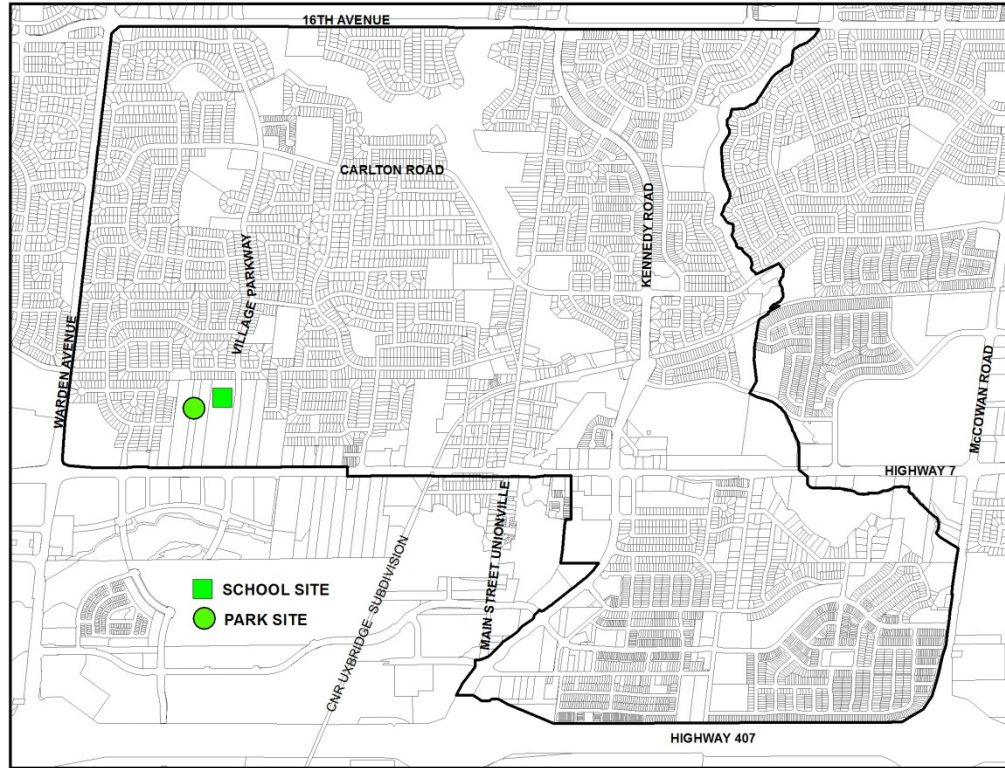 16TH AVENUE
CARLTON ROAD
KENNEDY ROAD
VILLAGE PARKWAY
WARDEN AVENUE
McCOWAN ROAD
HIGHWAY 7
MAIN STREET UNIONVILLE
CNR UXBRIDGE - SUBDIVISION
SCHOOL SITE
PARK SITE
HIGHWAY 407